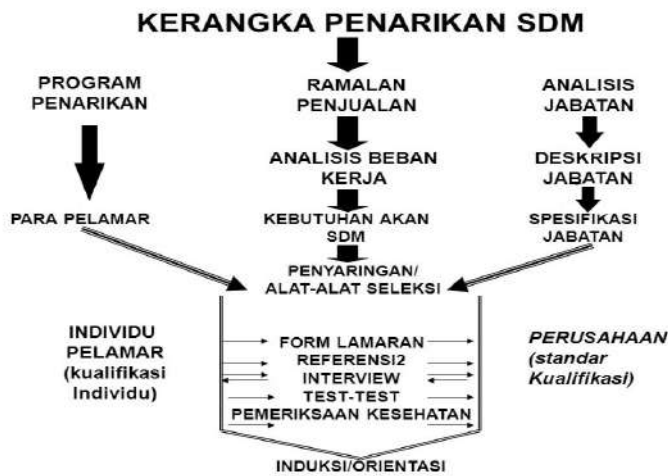 KERANGKA PENARIKAN SDM
PROGRAM
PENARIKAN
RAMALAN
PENJUALAN
ANALISIS
JABATAN
ANALISIS BEBAN
KERJA
DESKRIPSI
JABATAN
PARA PELAMAR
KEBUTUHAN AKAN
SDM
SPESIFIKASI
JABATAN
PENYARINGAN/
ALAT-ALAT SELEKSI
INDIVIDU
PELAMAR
(kualifikasi
Individu)
FORM LAMARAN
REFERENSI2
INTERVIEW
TEST-TEST
PEMERIKSAAN KESEHATAN
PERUSAHAAN
(standar
Kualifikasi)
INDUKSI/ORIENTASI